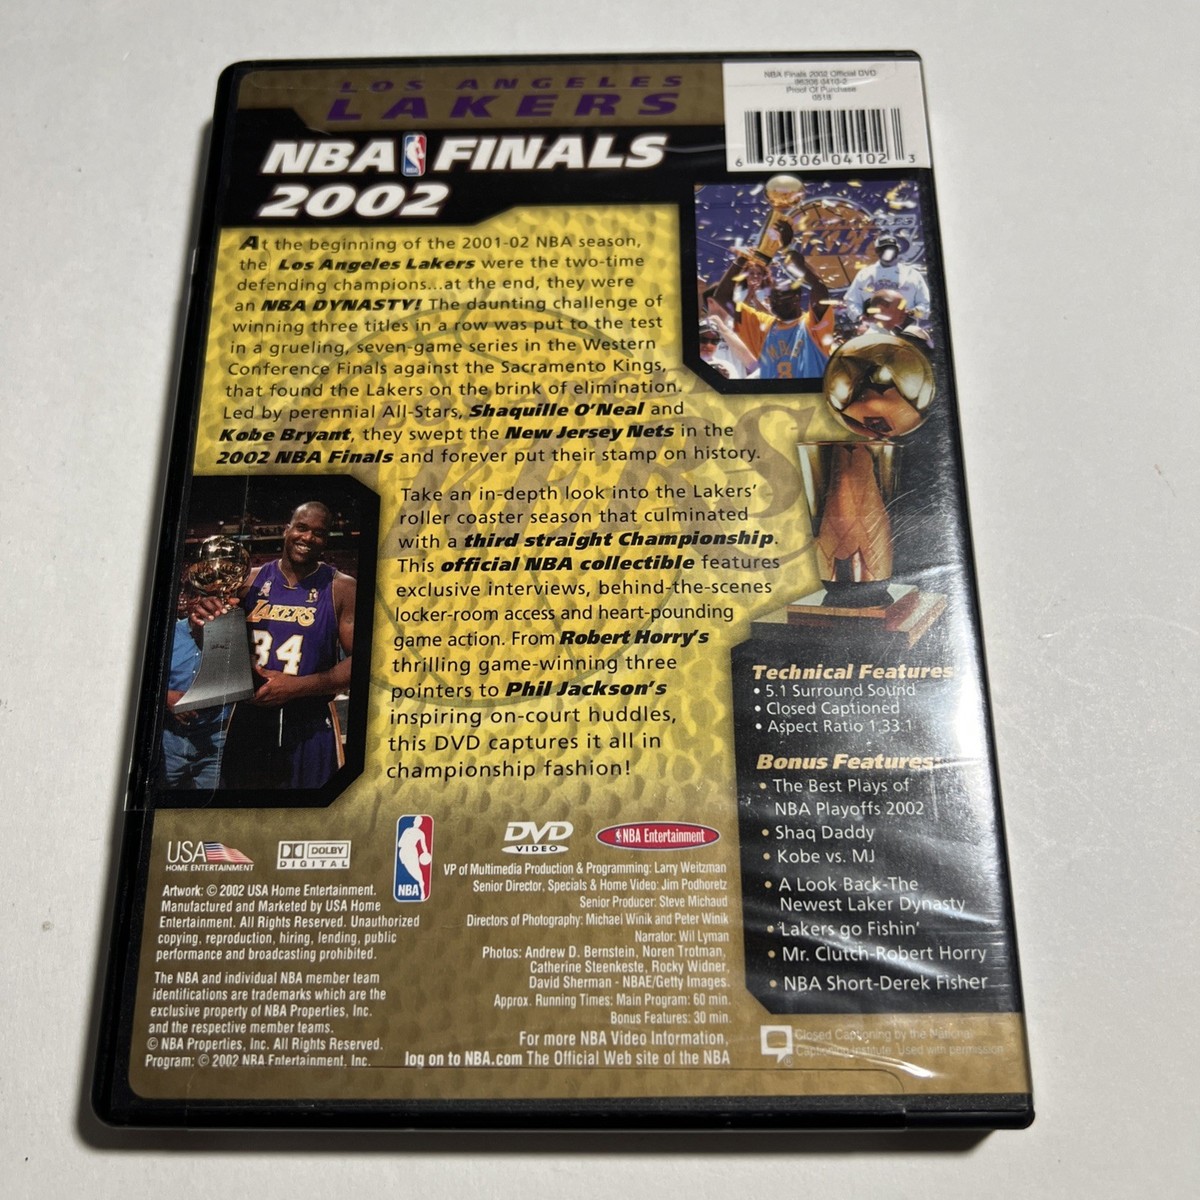 LOS ANGELES
LAKERS
NBA FINALS
2002
NBA Finals 2002 Official DVD
96306 0410-2
Proof Of Purchase
0518
6 96306 04102 3
At the beginning of the 2001-02 NBA season,
the Los Angeles Lakers were the two-time
defending champions...at the end, they were
an NBA DYNASTY! The daunting challenge of
winning three titles in a row was put to the test
in a grueling, seven-game series in the Western
Conference Finals against the Sacramento Kings,
that found the Lakers on the brink of elimination.
Led by perennial All-Stars, Shaquille O'Neal and
Kobe Bryant, they swept the New Jersey Nets in the
2002 NBA Finals and forever put their stamp on history.
Take an in-depth look into the Lakers'
roller coaster season that culminated
with a third straight Championship.
This official NBA collectible features
exclusive interviews, behind-the-scenes
locker-room access and heart-pounding
game action. From Robert Horry's
thrilling game-winning three
pointers to Phil Jackson's
inspiring on-court huddles,
this DVD captures it all in
championship fashion!
LAKERS
34
Technical Features
• 5.1 Surround Sound
• Closed Captioned
• Aspect Ratio 1.33.1
Bonus Features:
• The Best Plays of
NBA Playoffs 2002
• Shaq Daddy
• Kobe vs. MJ
• A Look Back-The
Newest Laker Dynasty
• Lakers go Fishin'
• Mr. Clutch-Robert Horry
• NBA Short-Derek Fisher
USA
HOME ENTERTAINMENT
DOLBY
DIGITAL
NBA
DVD
VIDEO
NBA Entertainment
Artwork: © 2002 USA Home Entertainment.
Manufactured and Marketed by USA Home
Entertainment. All Rights Reserved. Unauthorized
copying, reproduction, hiring, lending, public
performance and broadcasting prohibited.
The NBA and individual NBA member team
identifications are trademarks which are the
exclusive property of NBA Properties, Inc.
and the respective member teams.
© NBA Properties, Inc. All Rights Reserved.
Program: © 2002 NBA Entertainment, Inc.
VP of Multimedia Production & Programming: Larry Weitzman
Senior Director, Specials & Home Video: Jim Podhoretz
Senior Producer: Steve Michaud
Directors of Photography: Michael Winik and Peter Winik
Narrator: Wil Lyman
Photos: Andrew D. Bernstein, Noren Trotman,
Catherine Steenkeste, Rocky Widner,
David Sherman - NBAE/Getty Images.
Approx. Running Times: Main Program: 60 min.
Bonus Features: 30 min.
For more NBA Video Information,
log on to NBA.com The Official Web site of the NBA
Closed Captioning by the National
Captioning Institute. Used with permission